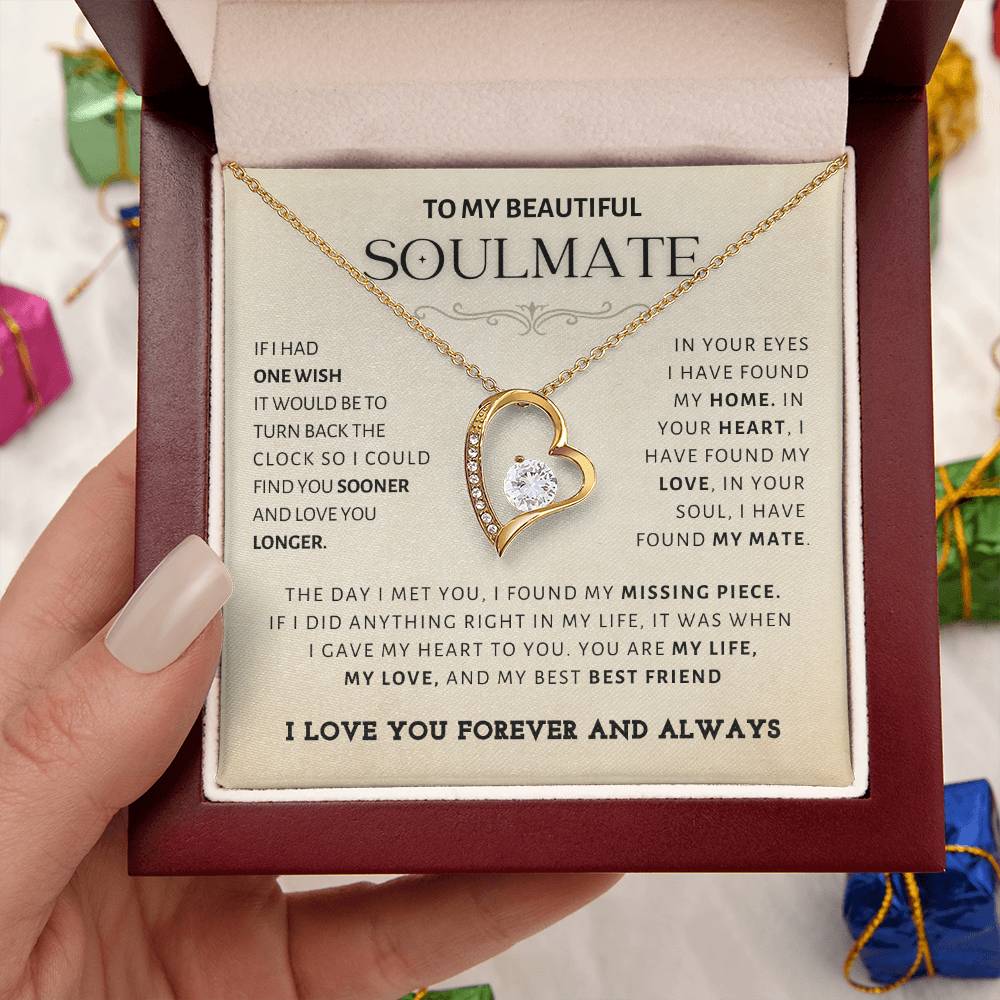 TO MY BEAUTIFUL
SOULMATE
IF I HAD
ONE WISH
IT WOULD BE TO
TURN BACK THE
CLOCK SO I COULD
FIND YOU SOONER
AND LOVE YOU
LONGER.
IN YOUR EYES
I HAVE FOUND
MY HOME. IN
YOUR HEART, I
HAVE FOUND MY
LOVE, IN YOUR
SOUL, I HAVE
FOUND MY MATE.
THE DAY I MET YOU, I FOUND MY MISSING PIECE.
IF I DID ANYTHING RIGHT IN MY LIFE, IT WAS WHEN
I GAVE MY HEART TO YOU. YOU ARE MY LIFE,
MY LOVE, AND MY BEST BEST FRIEND
I LOVE YOU FOREVER AND ALWAYS